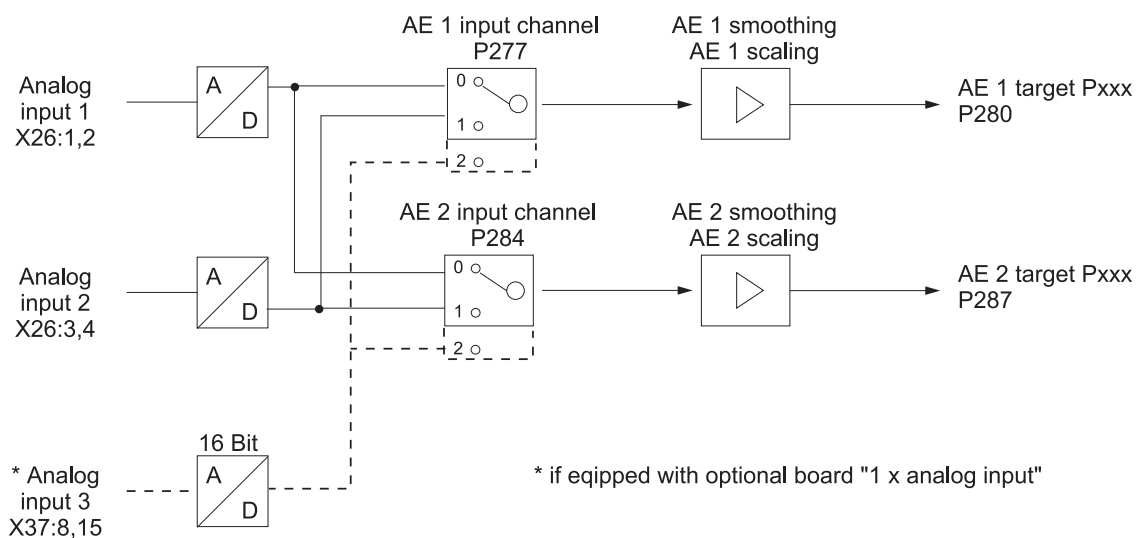 AE 1 input channel
P277
AE 1 smoothing
AE 1 scaling
Analog
input 1
X26:1,2
A
D
0
1
2
AE 1 target Pxxx
P280
AE 2 input channel
P284
AE 2 smoothing
AE 2 scaling
Analog
input 2
X26:3,4
A
D
0
1
2
AE 2 target Pxxx
P287
16 Bit
* Analog
input 3
X37:8,15
A
D
* if eqipped with optional board "1 x analog input"